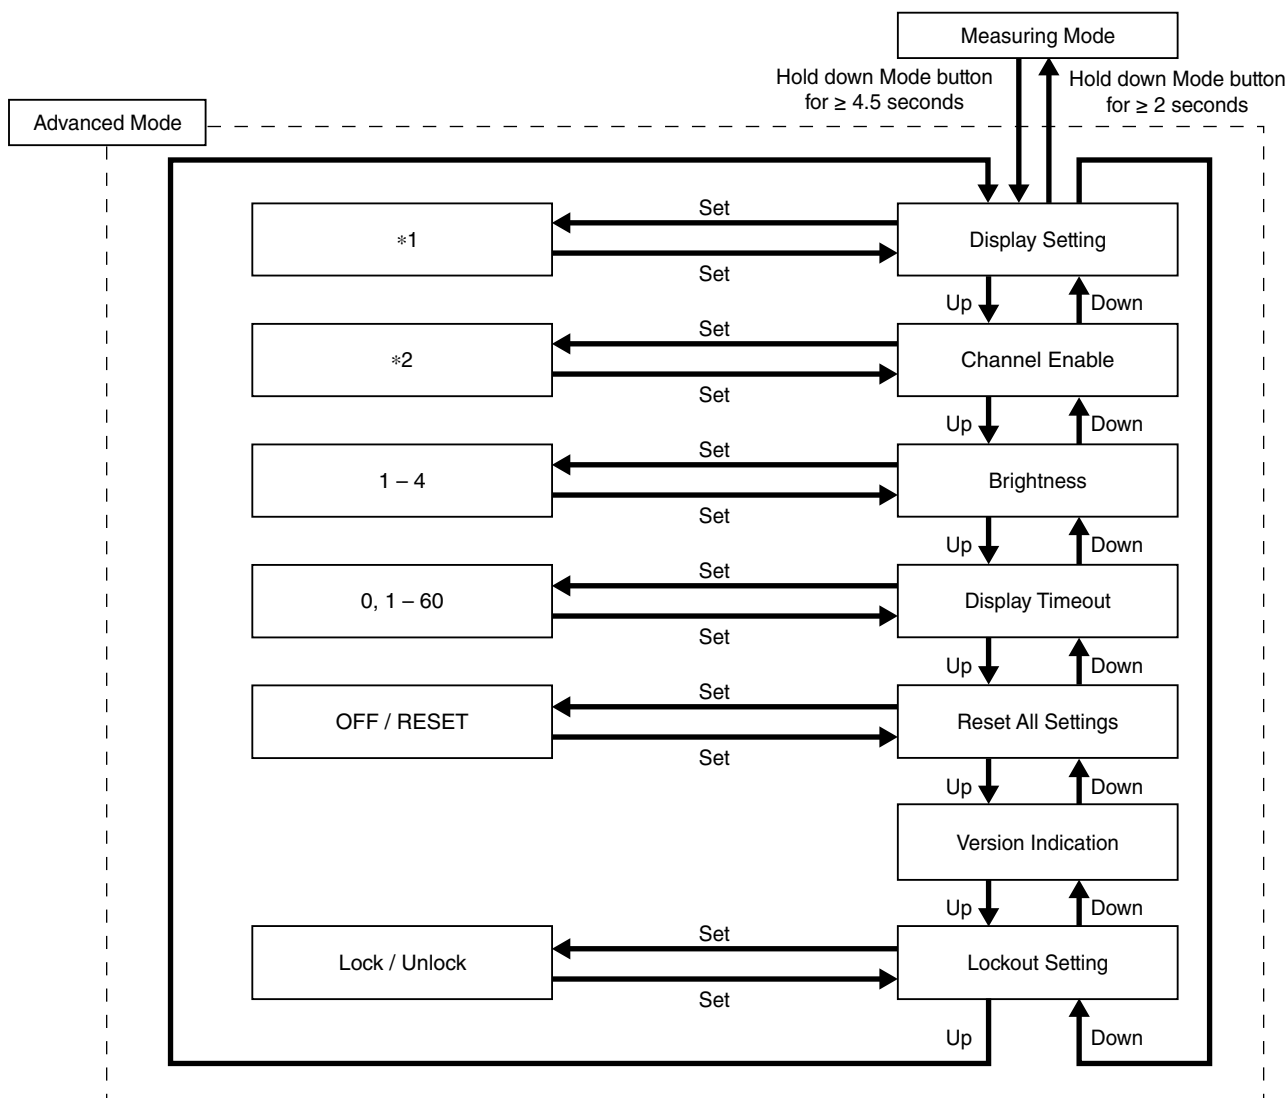 Measuring Mode
Hold down Mode button
for ≥ 4.5 seconds
Hold down Mode button
for ≥ 2 seconds
Advanced Mode
Set
*1
Display Setting
Set
Up
Down
Set
*2
Channel Enable
Set
Up
Down
Set
1 – 4
Brightness
Set
Up
Down
Set
0, 1 – 60
Display Timeout
Set
Up
Down
Set
OFF / RESET
Reset All Settings
Set
Up
Down
Version Indication
Up
Down
Set
Lock / Unlock
Lockout Setting
Set
Up
Down